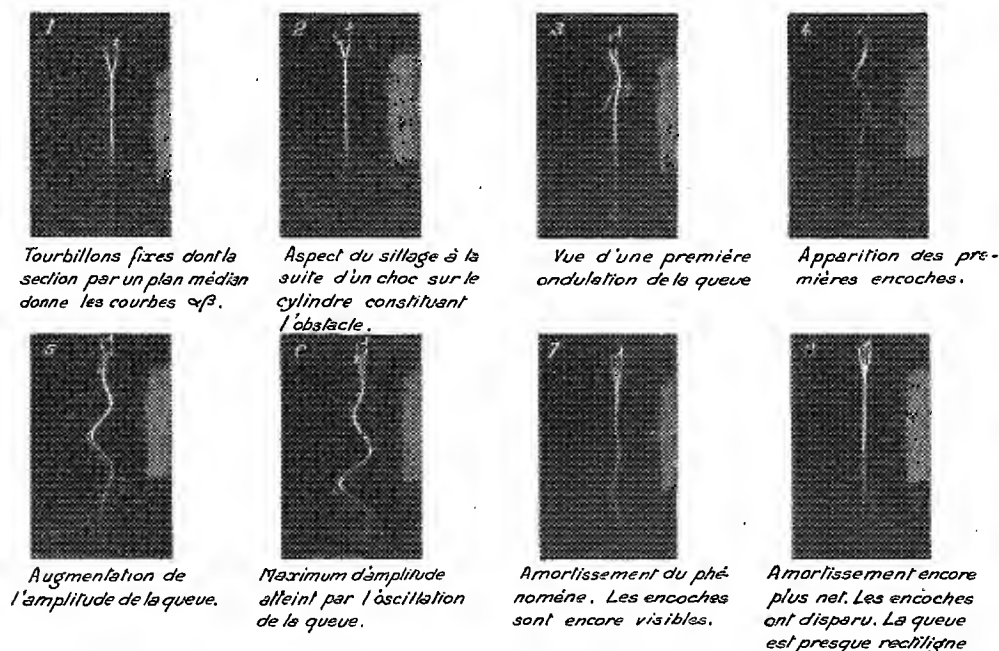 1
2
3
4
Tourbillons fixes dont la
section par un plan médian
donne les courbes αβ.
Aspect du sillage à la
suite d'un choc sur le
cylindre constituant
l'obstacle.
Vue d'une première
ondulation de la queue
Apparition des pre-
mières encoches.
5
6
7
Augmentation de
l'amplitude de la queue.
Maximum d'amplitude
atteint par l'oscillation
de la queue.
Amortissement du phé-
nomène. Les encoches
sont encore visibles.
Amortissement encore
plus net. Les encoches
ont disparu. La queue
est presque rectiligne